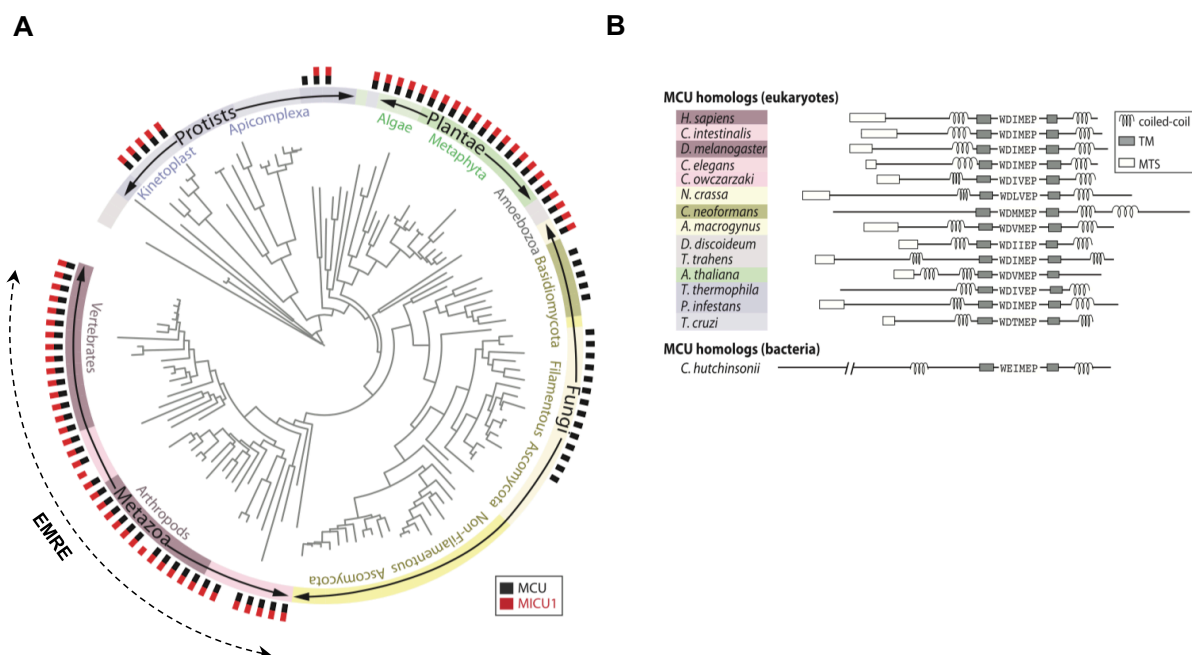 A
B
Protists
Apicomplexa
Kinetoplast
Plantae
Algae
Metaphyta
Amoebozoa
Basidiomycota
Fungi
Filamentous Ascomycota
Non-Filamentous Ascomycota
Vertebrates
Metazoa
Arthropods
EMRE
MCU
MICU1
MCU homologs (eukaryotes)
H. sapiens WDIMEP
C. intestinalis WDIMEP
D. melanogaster WDIMEP
C. elegans WDIMEP
C. owczarzaki WDIVEP
N. crassa WDLVEP
C. neoformans WDMMEP
A. macrogynus WDVMEP
D. discoideum WDIIEP
T. trahens WDIMEP
A. thaliana WDVMEP
T. thermophila WDIVEP
P. infestans WDIMEP
T. cruzi WDTMEP
coiled-coil
TM
MTS
MCU homologs (bacteria)
C. hutchinsonii WEIMEP